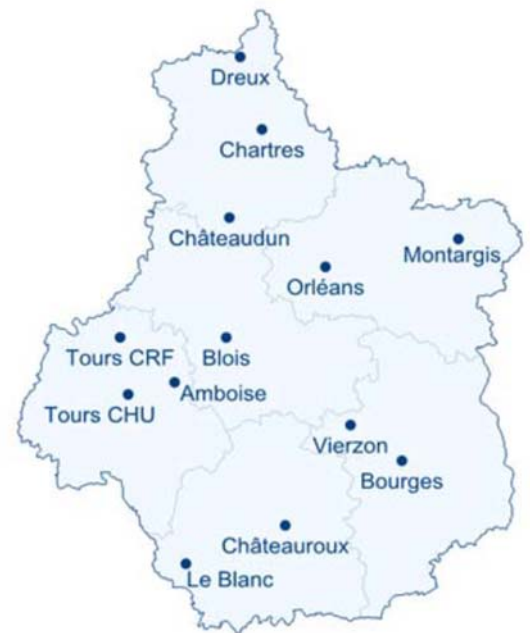 Dreux
Chartres
Châteaudun
Montargis
Orléans
Tours CRF
Blois
Amboise
Tours CHU
Vierzon
Bourges
Châteauroux
Le Blanc